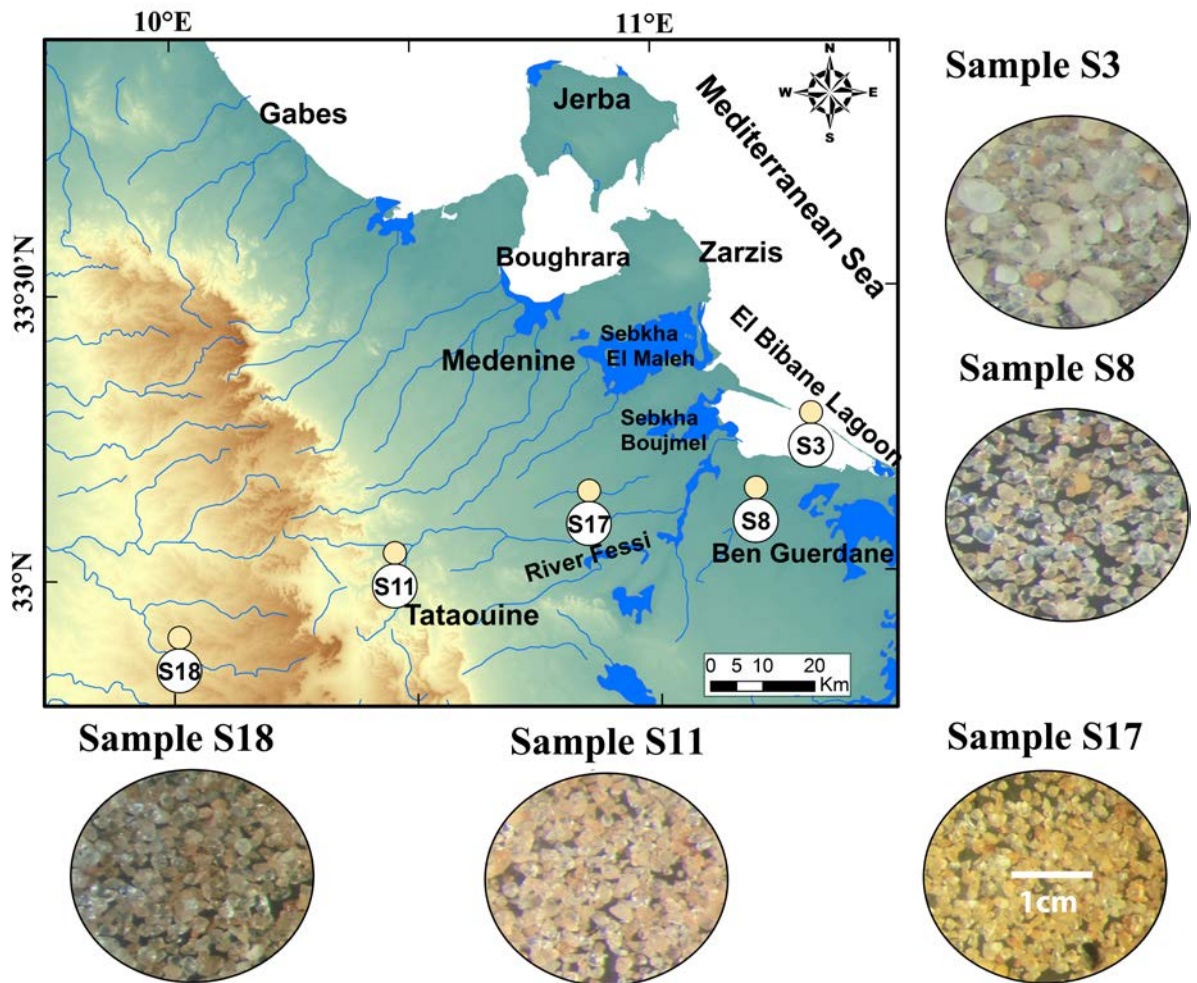 10°E
11°E
Sample S3
Gabes
Jerba
Mediterranean Sea
N
W
E
S
33°30'N
Boughrara
Zarzis
El Bibane Lagoon
Sebkha
El Maleh
Medenine
Sample S8
Sebkha
Boujmel
S3
S17
S8
River Fessi
Ben Guerdane
33°N
S11
Tataouine
S18
0 5 10 20
Km
Sample S18
Sample S11
Sample S17
1cm